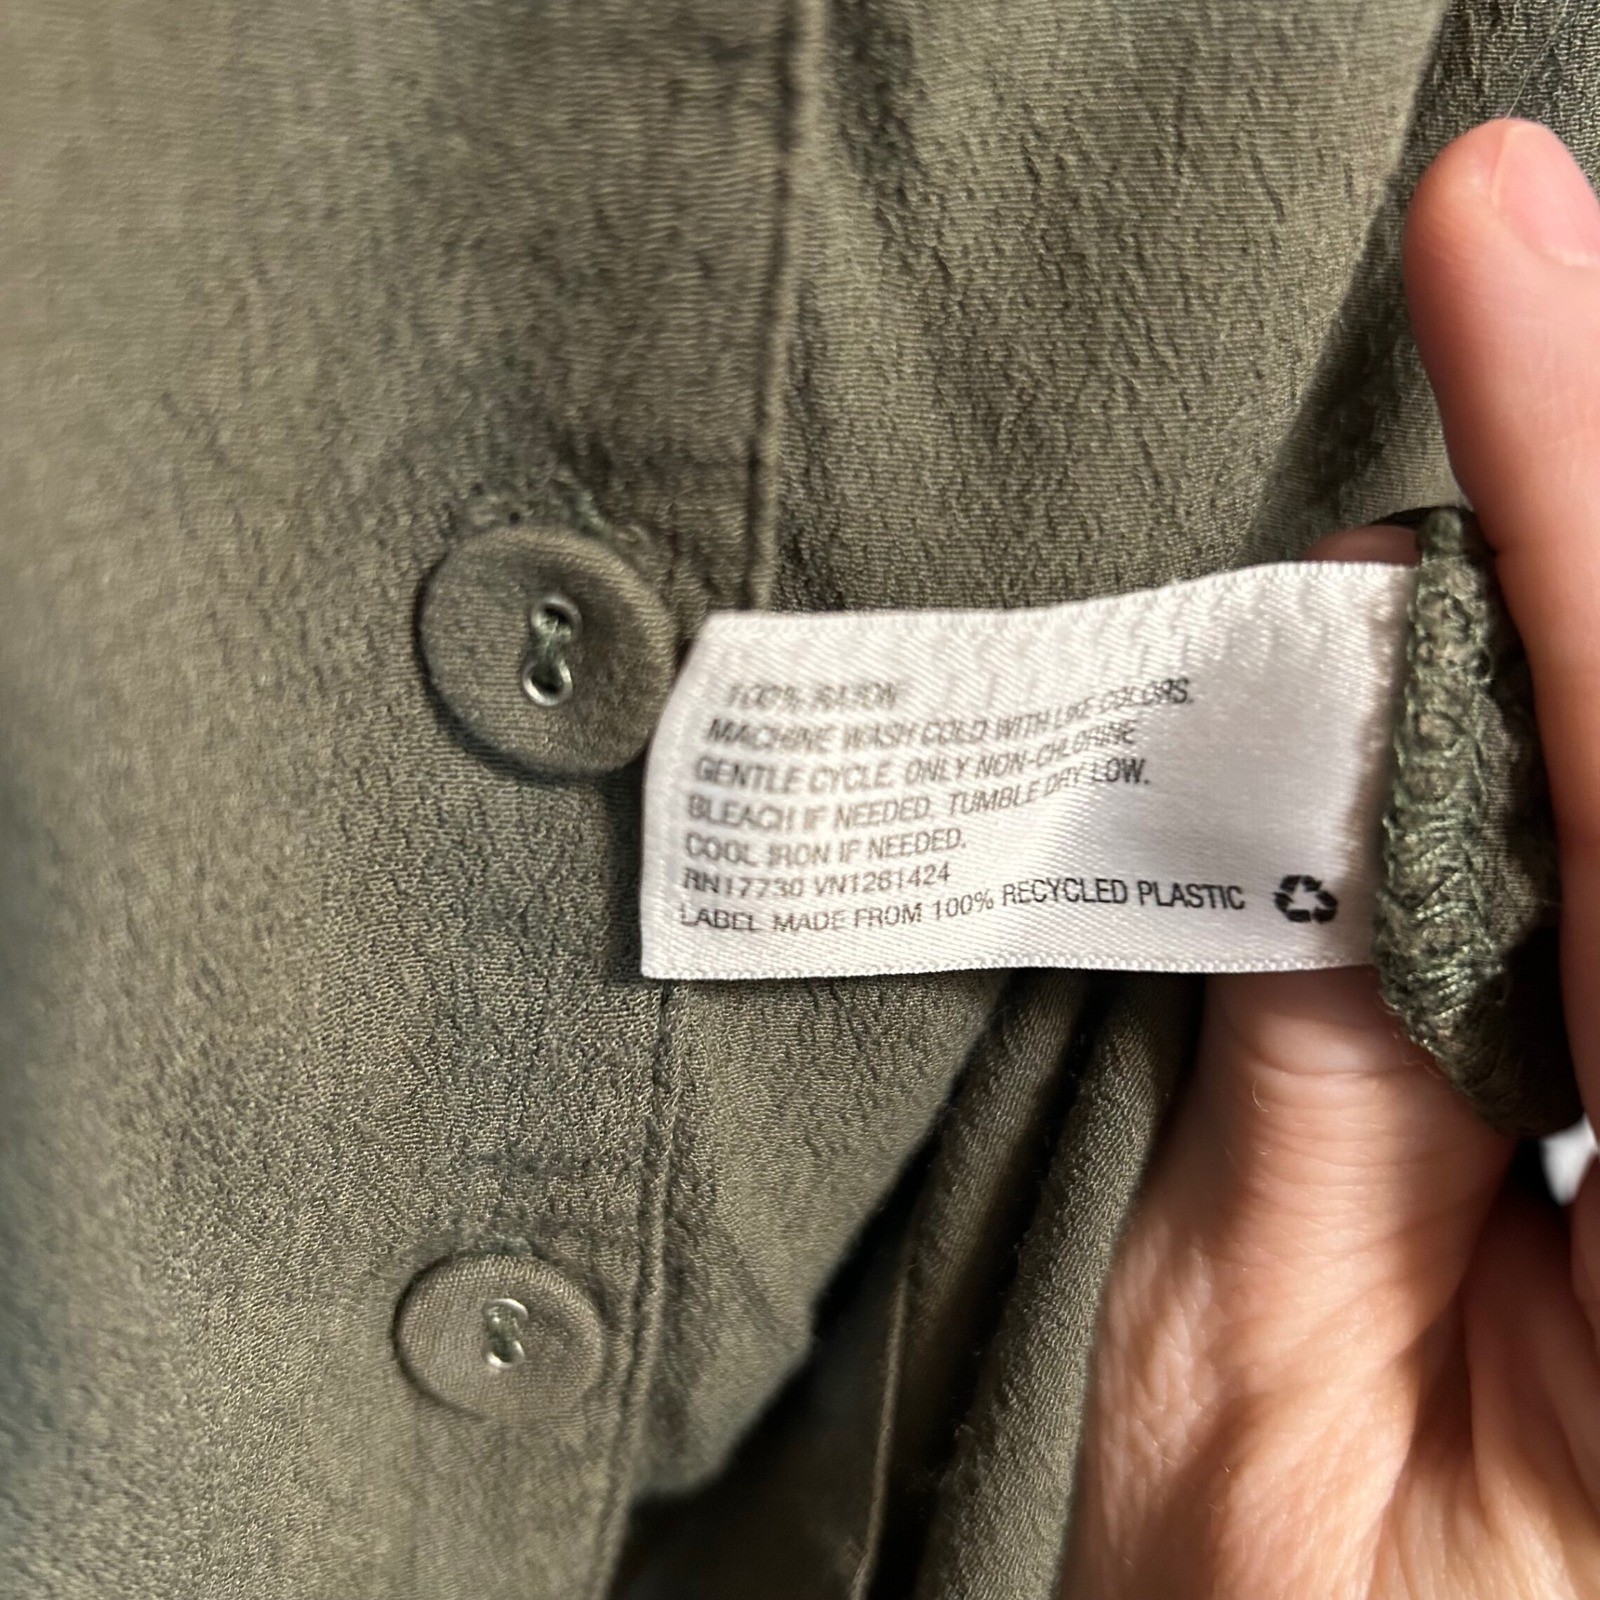 100% RAYON
MACHINE WASH COLD WITH LIKE COLORS.
GENTLE CYCLE. ONLY NON-CHLORINE
BLEACH IF NEEDED. TUMBLE DRY LOW.
COOL IRON IF NEEDED.
RN17730 VN1261424
LABEL MADE FROM 100% RECYCLED PLASTIC